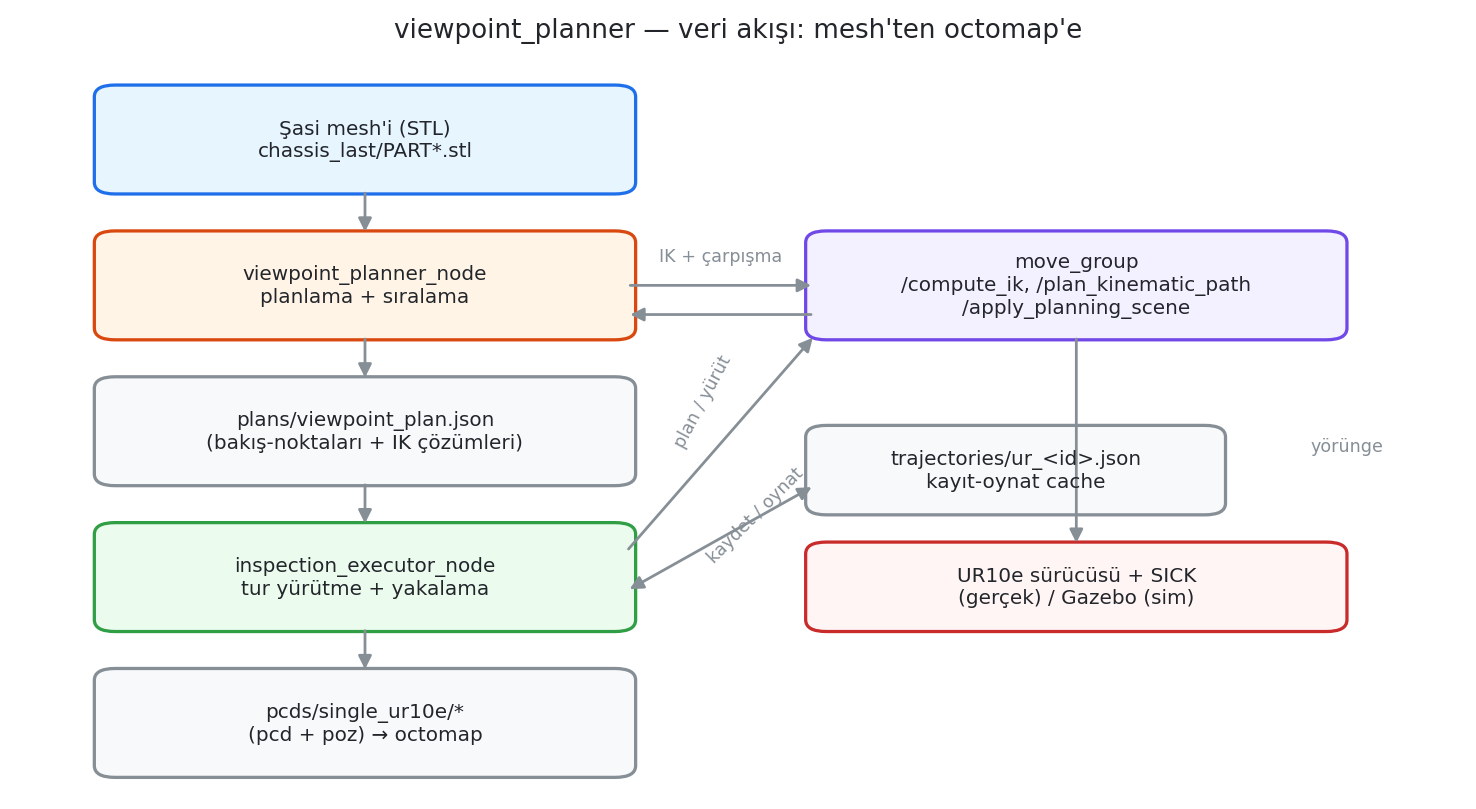 viewpoint_planner — veri akışı: mesh'ten octomap'e
Şasi mesh'i (STL)
chassis_last/PART*.stl
viewpoint_planner_node
planlama + sıralama
IK + çarpışma
move_group
/compute_ik, /plan_kinematic_path
/apply_planning_scene
plans/viewpoint_plan.json
(bakış-noktaları + IK çözümleri)
plan / yürüt
trajectories/ur_<id>.json
kayıt-oynat cache
yörünge
kaydet / oynat
inspection_executor_node
tur yürütme + yakalama
UR10e sürücüsü + SICK
(gerçek) / Gazebo (sim)
pcds/single_ur10e/*
(pcd + poz) → octomap